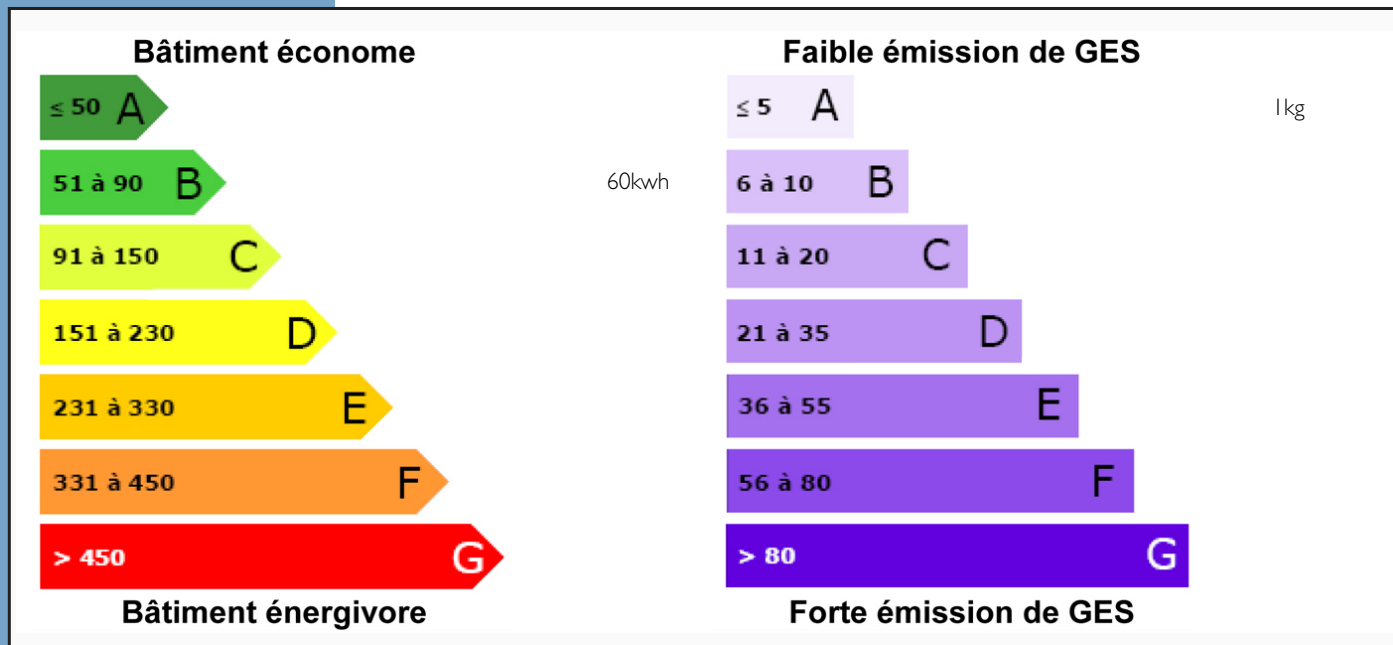 Bâtiment économe
≤ 50 A
51 à 90 B
60kwh
91 à 150 C
151 à 230 D
231 à 330 E
331 à 450 F
> 450 G
Bâtiment énergivore
Faible émission de GES
≤ 5 A
1kg
6 à 10 B
11 à 20 C
21 à 35 D
36 à 55 E
56 à 80 F
> 80 G
Forte émission de GES